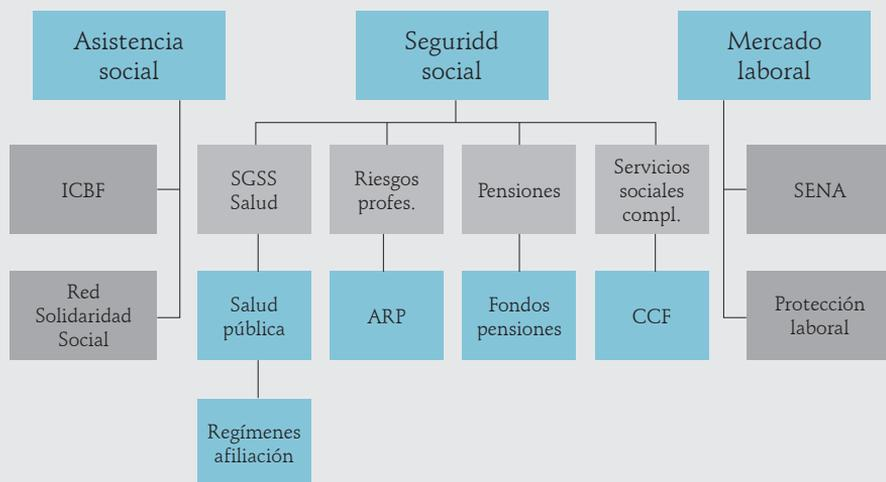 Asistencia
social
Seguridd
social
Mercado
laboral
ICBF
SGSS
Salud
Riesgos
profes.
Pensiones
Servicios
sociales
compl.
SENA
Red
Solidaridad
Social
Salud
pública
ARP
Fondos
pensiones
CCF
Protección
laboral
Regímenes
afiliación